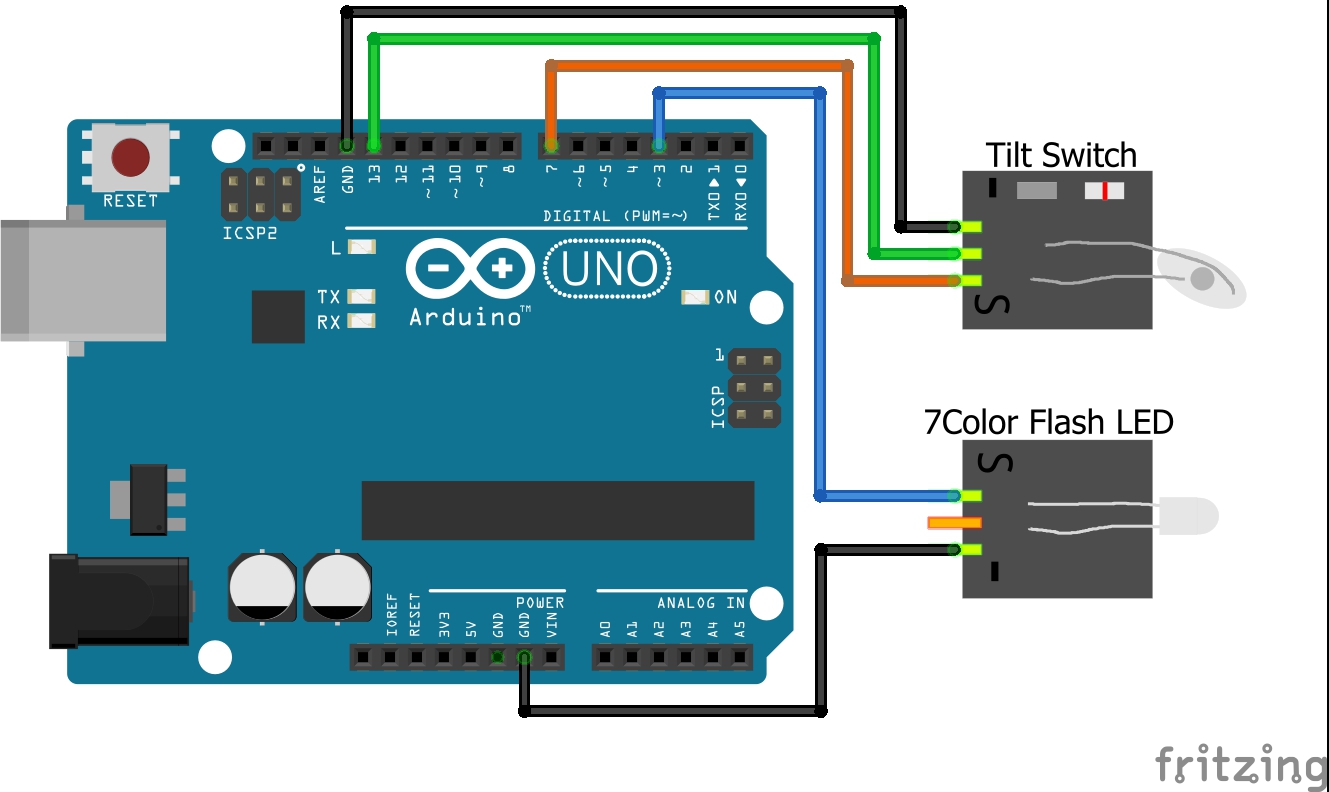 Tilt Switch
S
7Color Flash LED
S
RESET
ICSP2
AREF
GND
13
12
~11
~10
~9
8
7
~6
~5
4
~3
2
TX0▶1
RX0◀0
DIGITAL (PWM=~)
L
TX
RX
UNO
Arduino™
ON
1
ICSP
IOREF
RESET
3V3
5V
GND
GND
VIN
POWER
ANALOG IN
A0
A1
A2
A3
A4
A5
fritzing